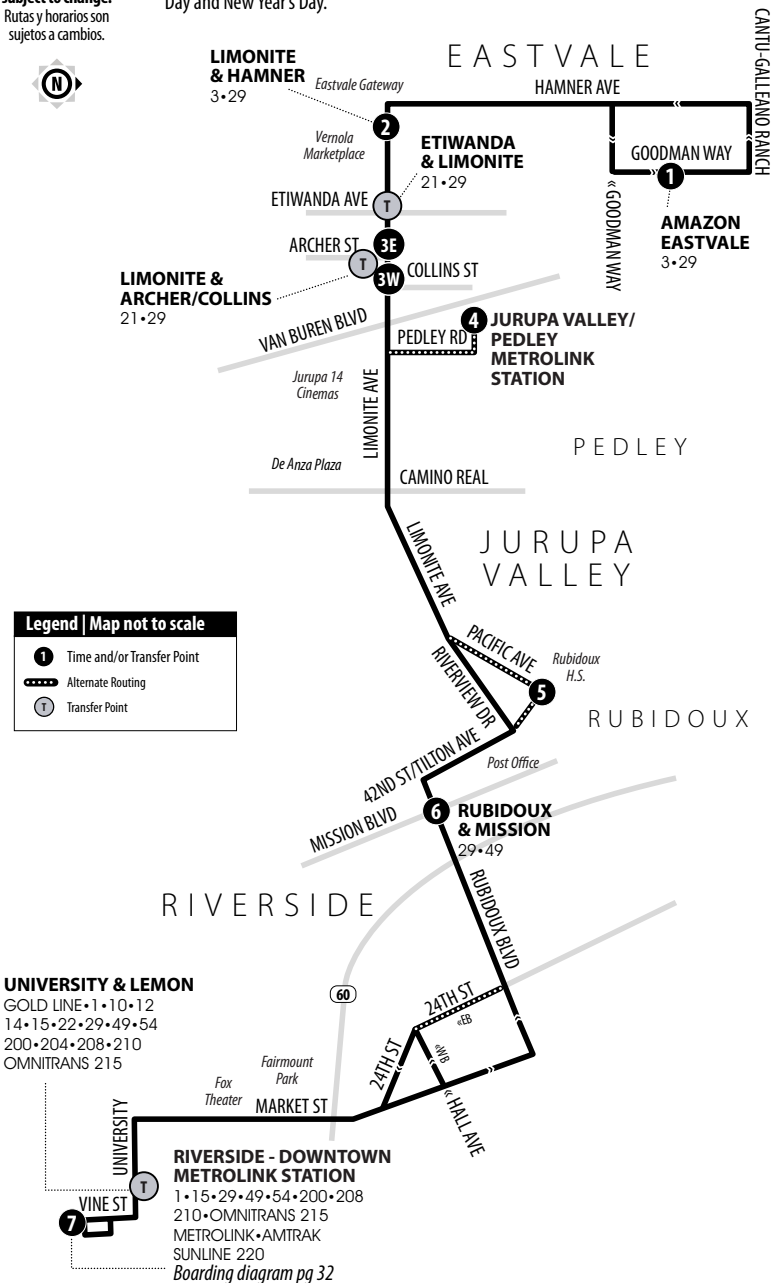 subject to change.
Rutas y horarios son
sujetos a cambios.
Day and New Year's Day.
N
EASTVALE
CANTU-GALLEANO RANCH
HAMNER AVE
LIMONITE
& HAMNER
3•29
Eastvale Gateway
2
Vernola
Marketplace
ETIWANDA
& LIMONITE
21•29
GOODMAN WAY
1
«GOODMAN WAY
AMAZON
EASTVALE
3•29
ETIWANDA AVE
T
ARCHER ST
3E
T
3W
COLLINS ST
LIMONITE &
ARCHER/COLLINS
21•29
VAN BUREN BLVD
PEDLEY RD
4
JURUPA VALLEY/
PEDLEY
METROLINK
STATION
Jurupa 14
Cinemas
LIMONITE AVE
PEDLEY
De Anza Plaza
CAMINO REAL
LIMONITE AVE
JURUPA
VALLEY
Legend | Map not to scale
1 Time and/or Transfer Point
Alternate Routing
T Transfer Point
PACIFIC AVE
Rubidoux
H.S.
5
RIVERVIEW DR
RUBIDOUX
42ND ST/TILTON AVE
Post Office
MISSION BLVD
6
RUBIDOUX
& MISSION
29•49
RIVERSIDE
RUBIDOUX BLVD
UNIVERSITY & LEMON
GOLD LINE•1•10•12
14•15•22•29•49•54
200•204•208•210
OMNITRANS 215
60
24TH ST
«EB
«WB
24TH ST
« HALL AVE
Fairmount
Park
Fox
Theater
MARKET ST
UNIVERSITY
T
VINE ST
7
RIVERSIDE - DOWNTOWN
METROLINK STATION
1•15•29•49•54•200•208
210•OMNITRANS 215
METROLINK•AMTRAK
SUNLINE 220
Boarding diagram pg 32